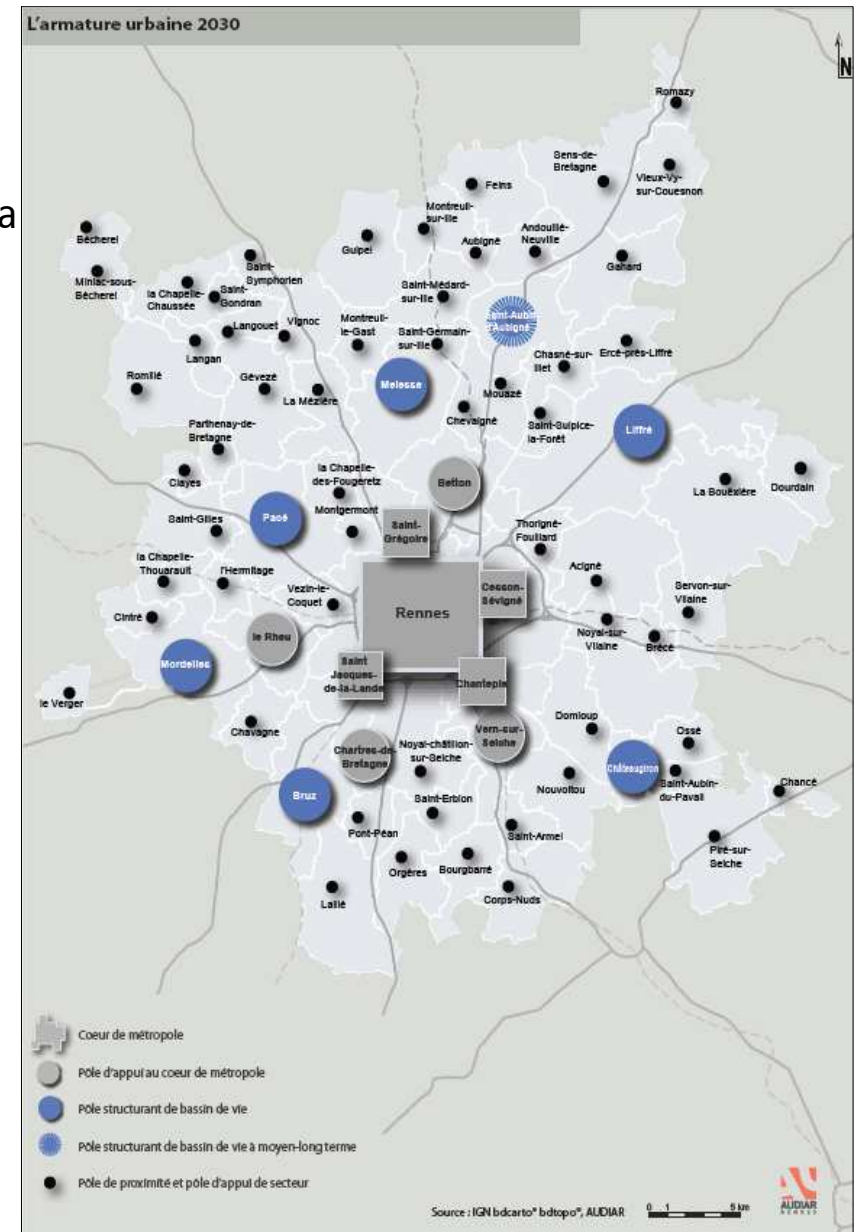 L'armature urbaine 2030
N
a
Romazy
Sens-de-
Bretagne
Vieux-Vy-
sur-Couesnon
Feins
Montreuil-
sur-Ille
Bécherel
Guipel
Aubigné
Andouillé-
Neuville
Gahard
Miniac-sous-
Bécherel
la Chapelle-
Chaussée
Saint-
Gondran
Saint-
Symphorien
Saint-Médard-
sur-Ille
Langouet
Vignoc
Montreuil-
le-Gast
Saint-Germain-
sur-Ille
Saint-Aubin
d'Aubigné
Langan
Chasné-sur-
Illet
Ercé-près-Liffré
Romillé
Gévezé
La Mézière
Melesse
Mouazé
Chevaigné
Saint-Sulpice-
la-Forêt
Liffré
Parthenay-de-
Bretagne
Clayes
la Chapelle-
des-Fougeretz
Betton
La Bouëxière
Dourdain
Saint-Gilles
Pacé
Montgermont
Saint-
Grégoire
Thorigné-
Fouillard
la Chapelle-
Thouarault
l'Hermitage
Vezin-le-
Coquet
Rennes
Cesson-
Sévigné
Acigné
Servon-sur-
Vilaine
Cintré
le Rheu
Noyal-sur-
Vilaine
Brécé
Mordelles
Saint
Jacques-
de-la-Lande
Chantepie
le Verger
Chavagne
Chartres-de-
Bretagne
Noyal-châtillon-
sur-Seiche
Vern-sur-
Seiche
Domloup
Ossé
Bruz
Saint-Erblon
Nouvoitou
Châteaugiron
Saint-Aubin-
du-Pavail
Chancé
Pont-Péan
Saint-Armel
Piré-sur-
Seiche
Orgères
Bourgbarré
Laillé
Corps-Nuds
Coeur de métropole
Pôle d'appui au coeur de métropole
Pôle structurant de bassin de vie
Pôle structurant de bassin de vie à moyen-long terme
Pôle de proximité et pôle d'appui de secteur
Source : IGN bdcarto® bdtopo®, AUDIAR
0 1 5 km
AUDIAR
RENNES